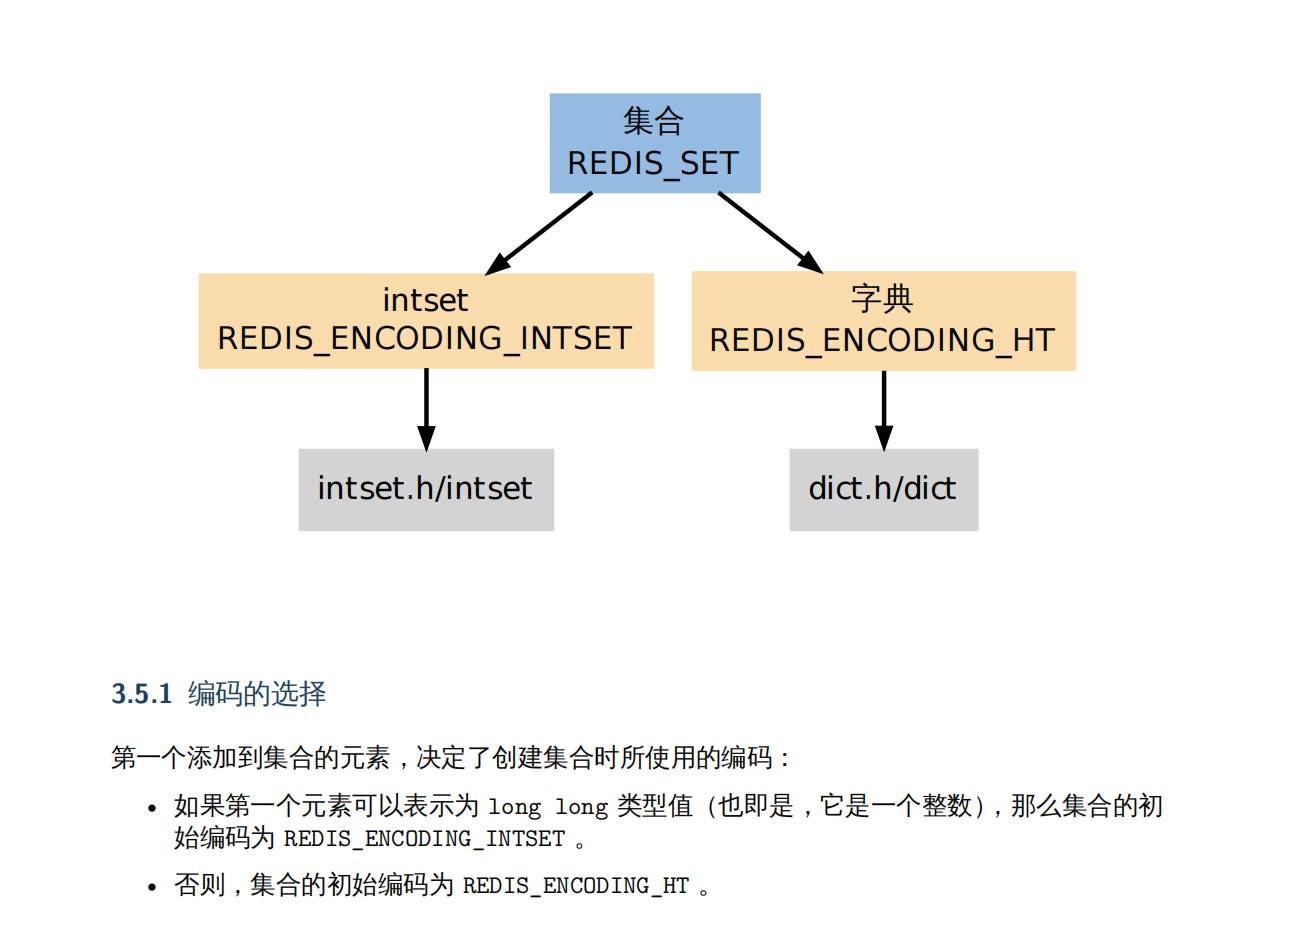 集合
REDIS_SET
intset
REDIS_ENCODING_INTSET
字典
REDIS_ENCODING_HT
intset.h/intset
dict.h/dict
3.5.1 编码的选择
第一个添加到集合的元素，决定了创建集合时所使用的编码：
• 如果第一个元素可以表示为 long long 类型值（也即是，它是一个整数），那么集合的初
始编码为 REDIS_ENCODING_INTSET 。
• 否则，集合的初始编码为 REDIS_ENCODING_HT 。